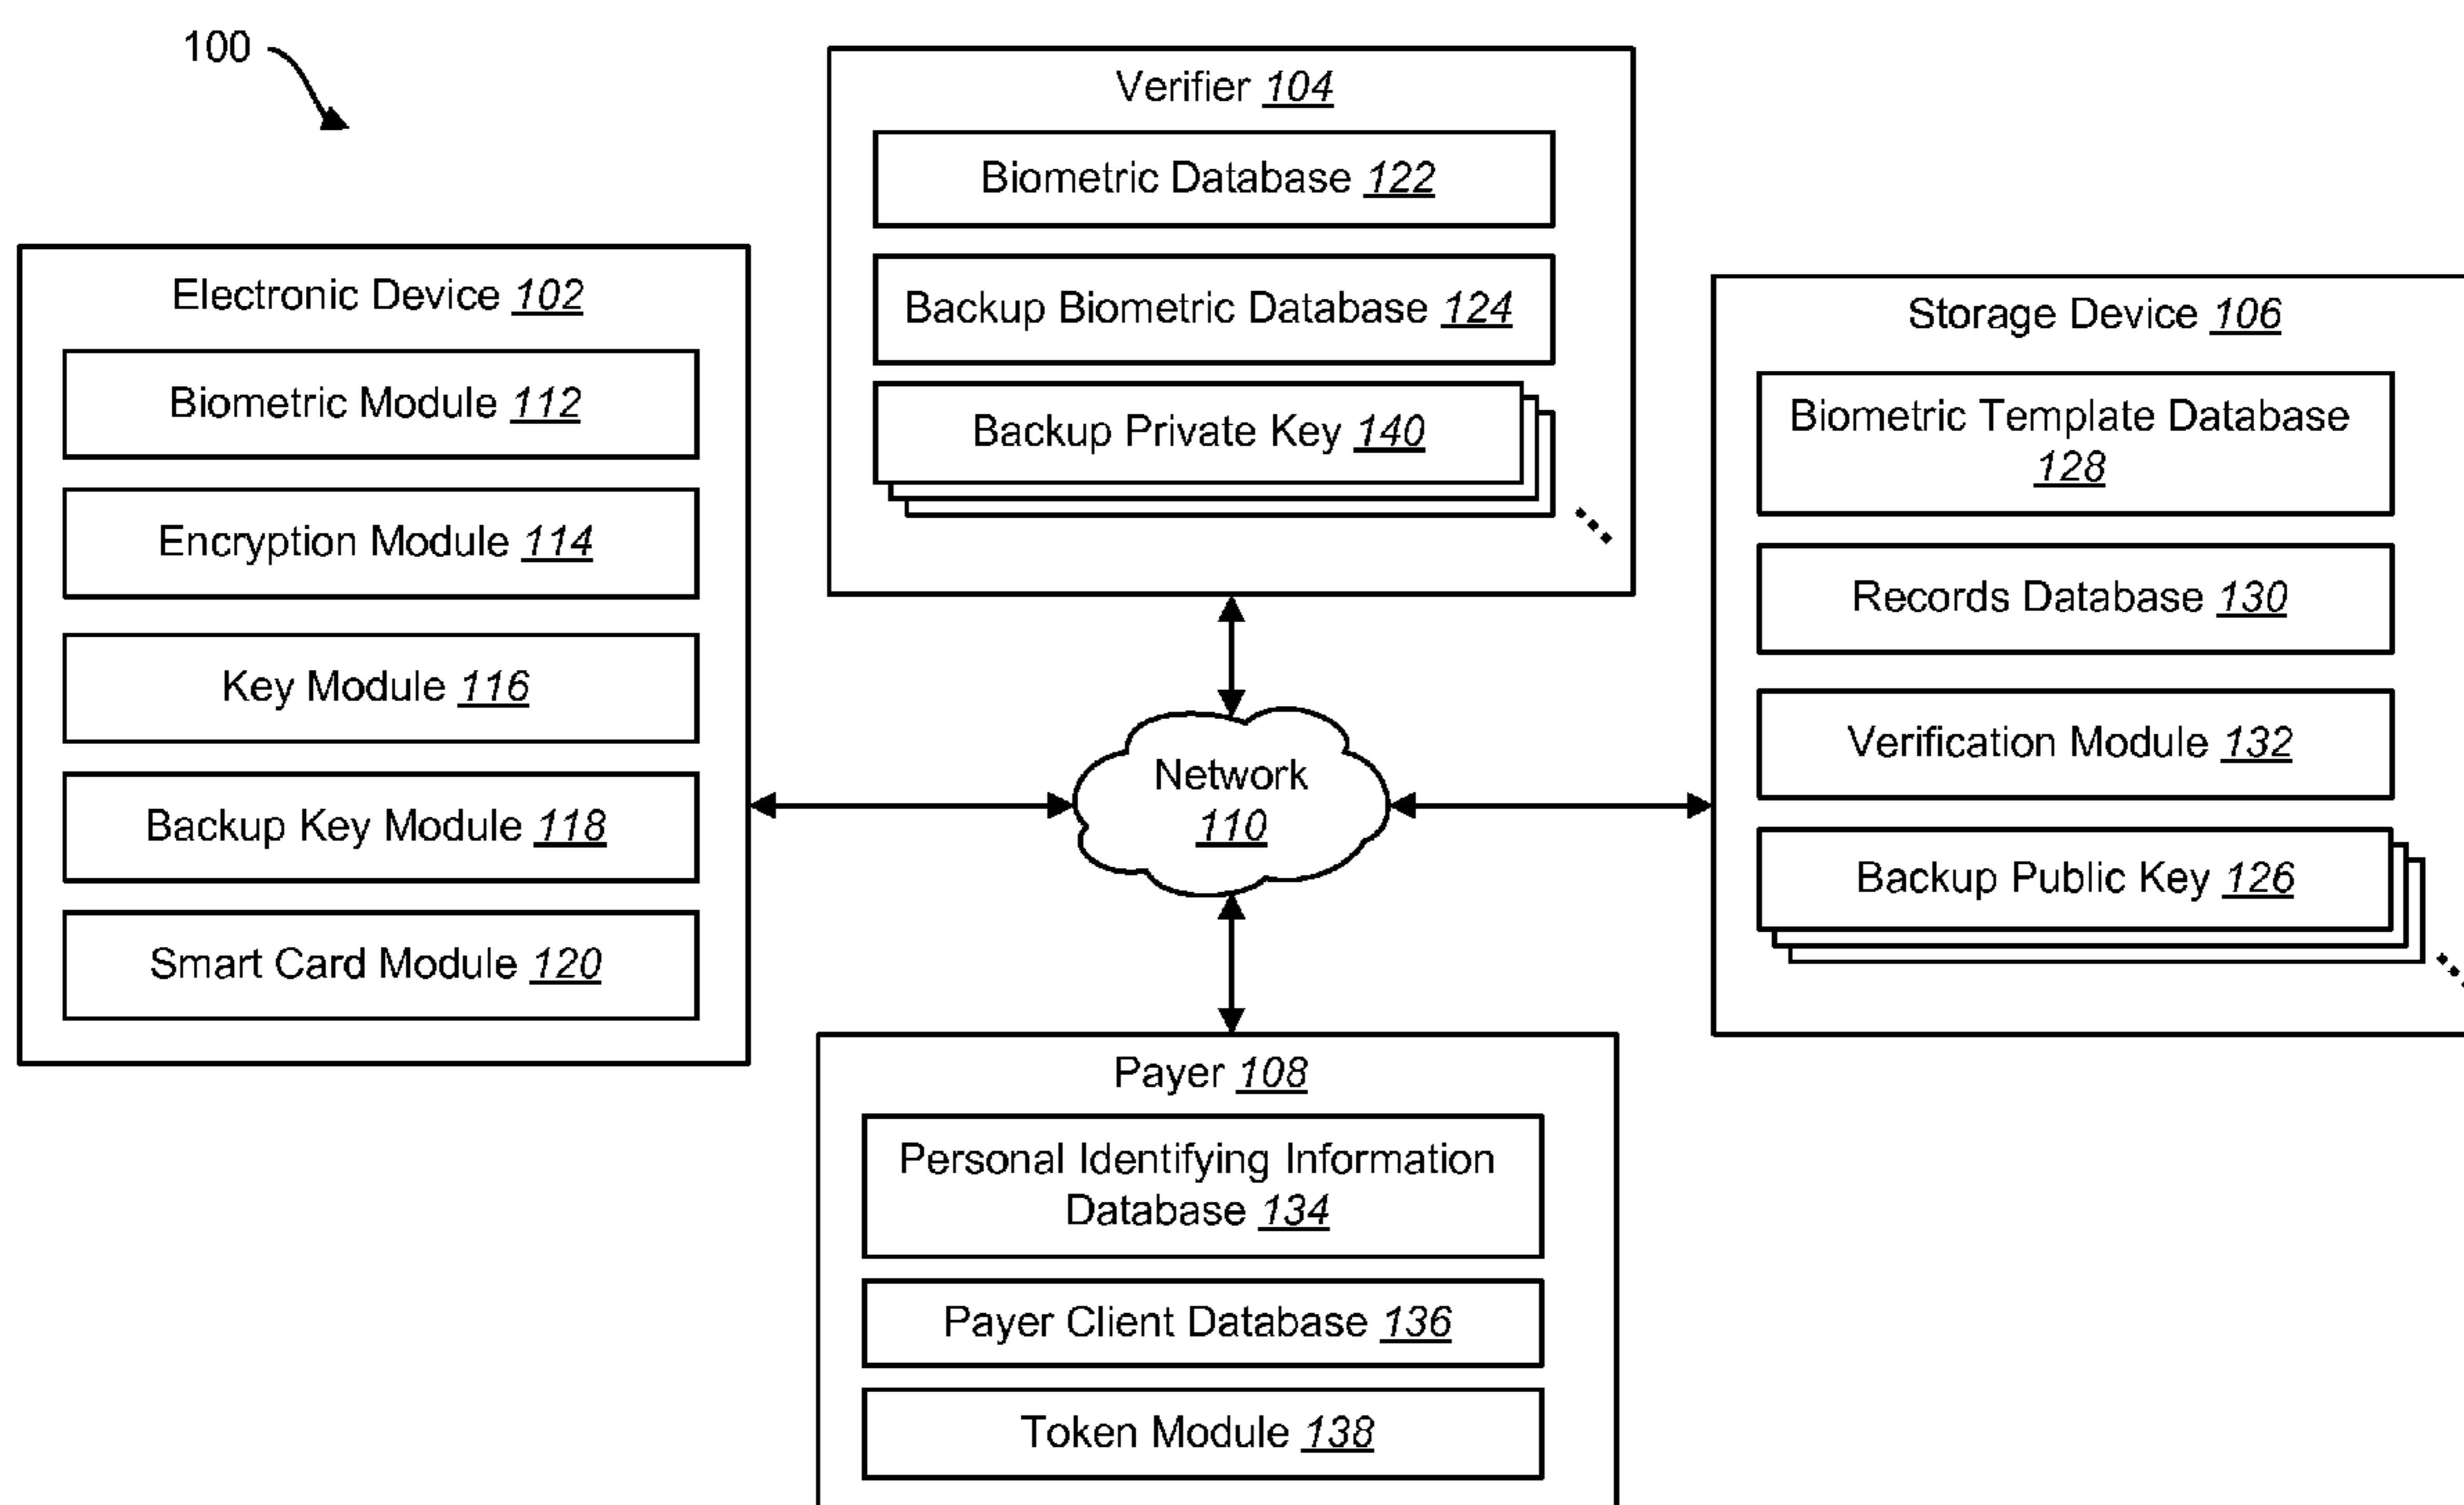 100
Verifier 104
Biometric Database 122
Backup Biometric Database 124
Backup Private Key 140
Electronic Device 102
Biometric Module 112
Encryption Module 114
Key Module 116
Backup Key Module 118
Smart Card Module 120
Storage Device 106
Biometric Template Database
128
Records Database 130
Verification Module 132
Backup Public Key 126
Network
110
Payer 108
Personal Identifying Information
Database 134
Payer Client Database 136
Token Module 138